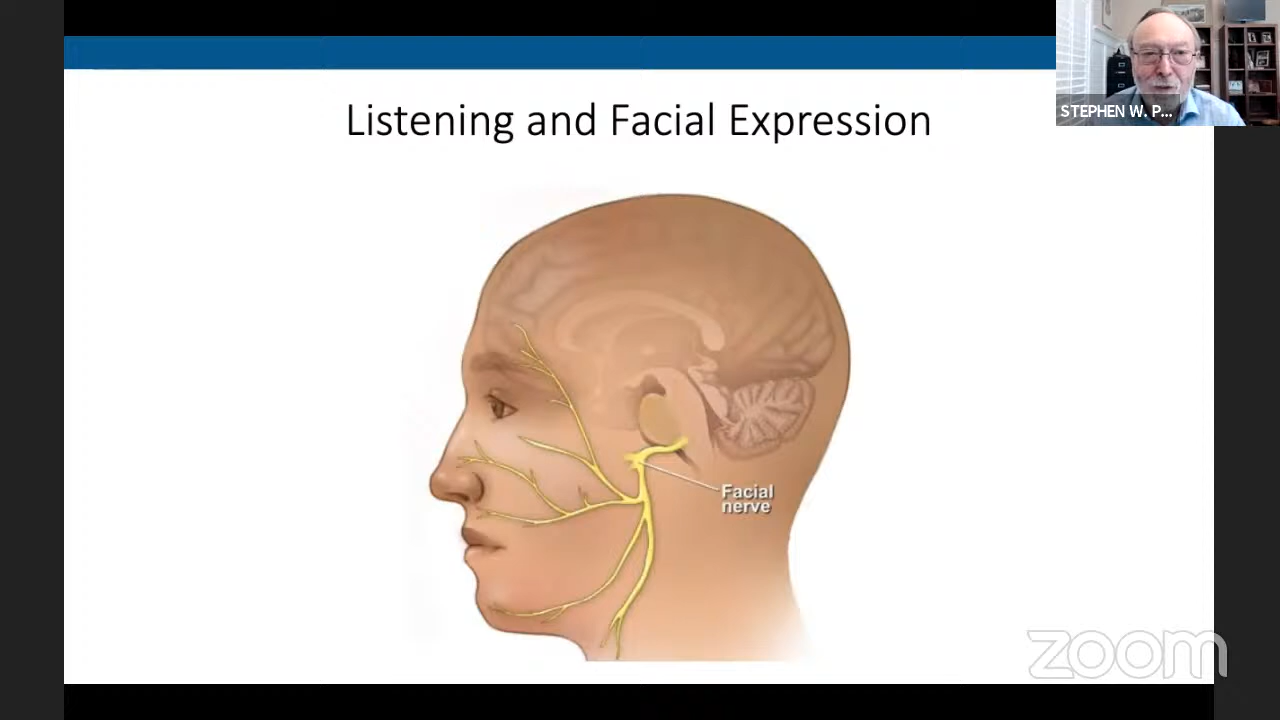 Listening and Facial Expression
STEPHEN W. P...
Facial
nerve
zoom